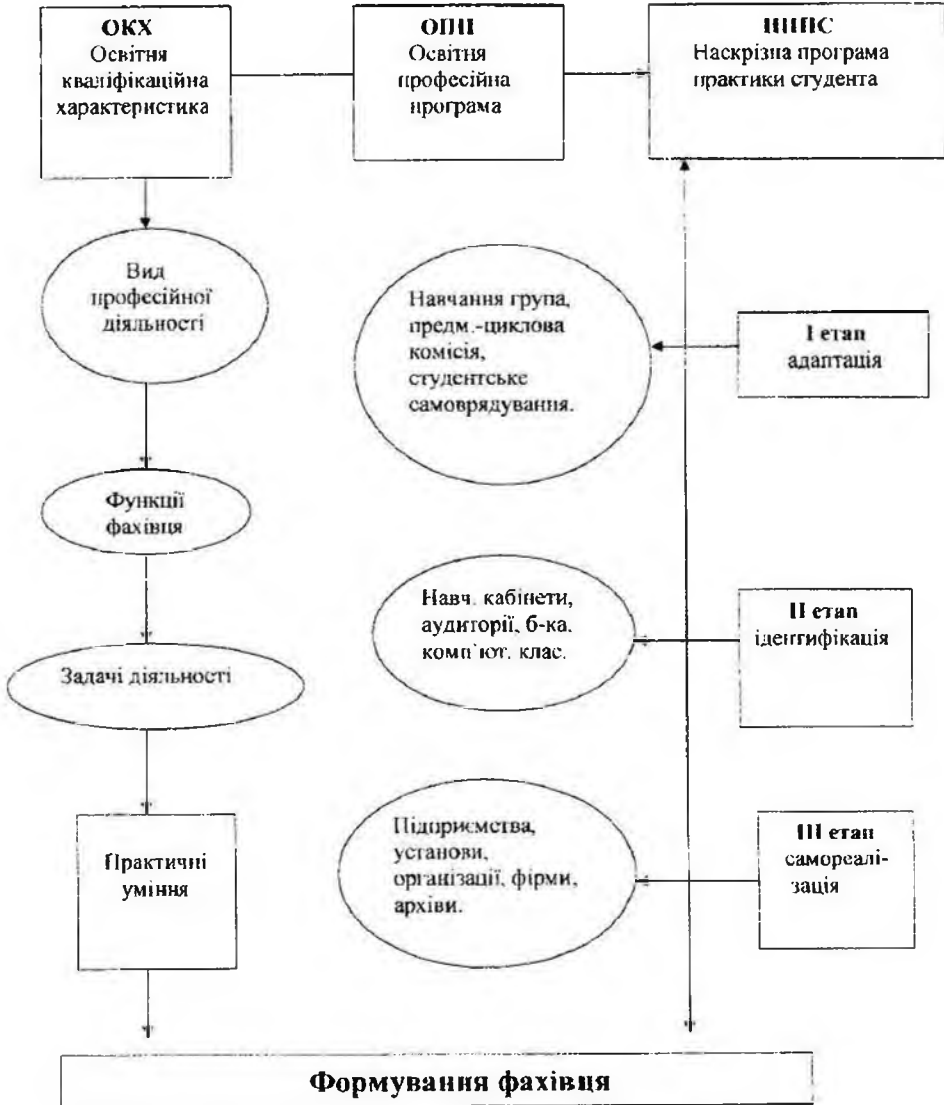 ОКХ
Освітня
кваліфікаційна
характеристика
ОПП
Освітня
професійна
програма
НППС
Наскрізна програма
практики студента
Вид
професійної
діяльності
Функції
фахівця
Задачі діяльності
Практичні
уміння
Навчання група,
предм.-циклова
комісія,
студентське
самоврядування.
І етап
адаптація
Навч. кабінети,
аудиторії, б-ка.
комп'ют. клас.
ІІ етап
ідентифікація
Підприємства,
установи,
організації, фірми,
архіви.
ІІІ етап
самореалі-
зація
Формування фахівця